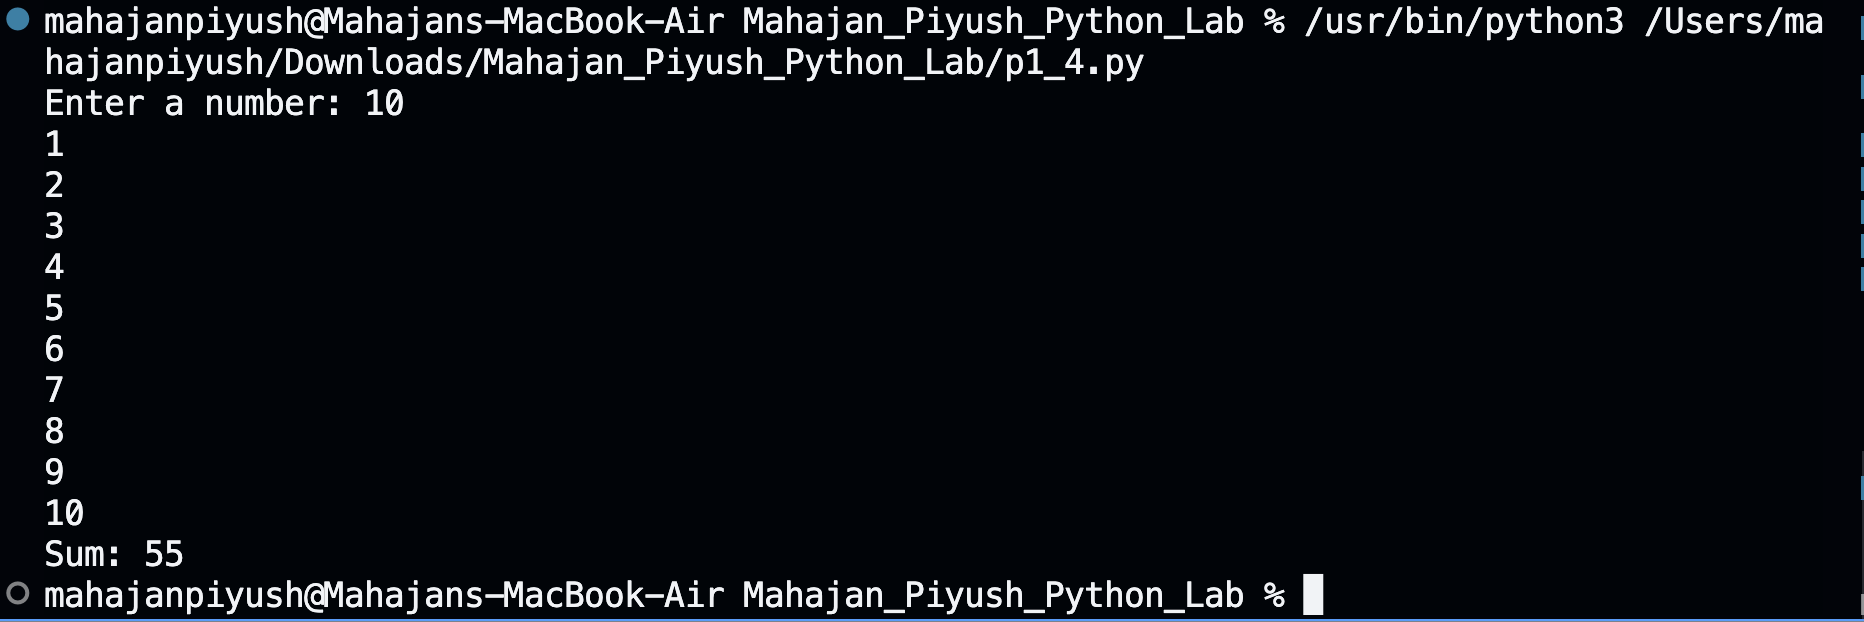 mahajanpiyush@Mahajans-MacBook-Air Mahajan_Piyush_Python_Lab % /usr/bin/python3 /Users/ma
hajanpiyush/Downloads/Mahajan_Piyush_Python_Lab/p1_4.py
Enter a number: 10
1
2
3
4
5
6
7
8
9
10
Sum: 55
mahajanpiyush@Mahajans-MacBook-Air Mahajan_Piyush_Python_Lab %